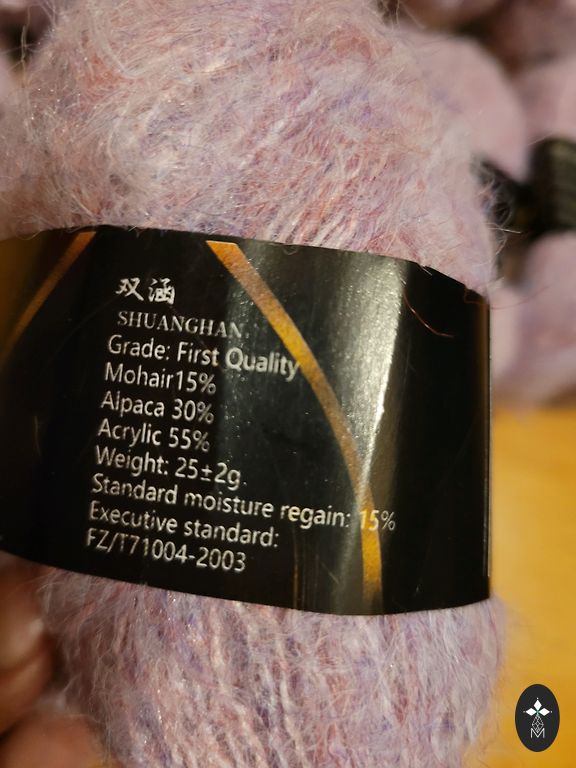 双涵
SHUANGHAN
Grade: First Quality
Mohair15%
Alpaca 30%
Acrylic 55%
Weight: 25±2g
Standard moisture regain: 15%
Executive standard:
FZ/T71004-2003